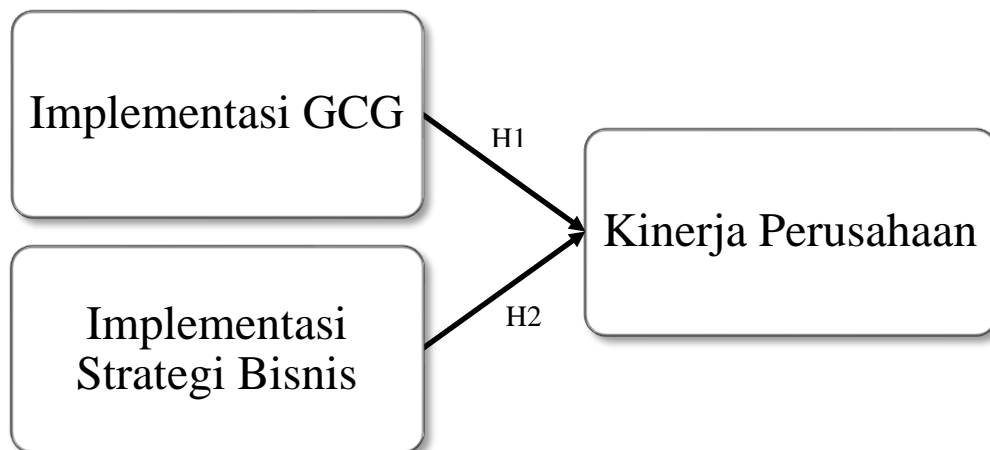 Implementasi GCG
H1
Kinerja Perusahaan
Implementasi
Strategi Bisnis
H2